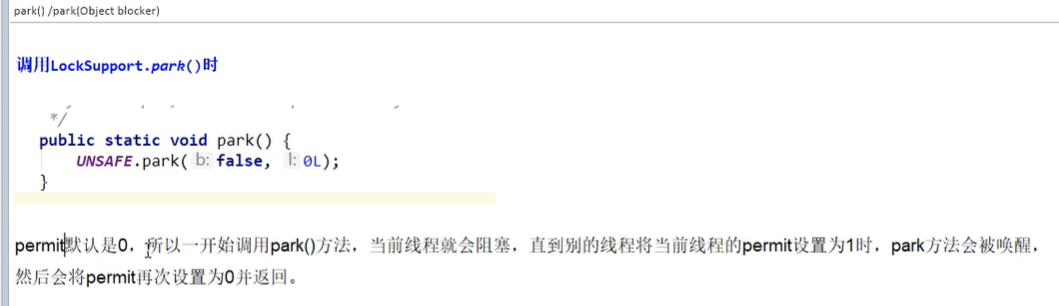 park() /park(Object blocker)
调用LockSupport.park()时
*/
public static void park() {
UNSAFE.park( b: false, l: 0L);
}
permit默认是0，所以一开始调用park()方法，当前线程就会阻塞，直到别的线程将当前线程的permit设置为1时，park方法会被唤醒，
然后会将permit再次设置为0并返回。